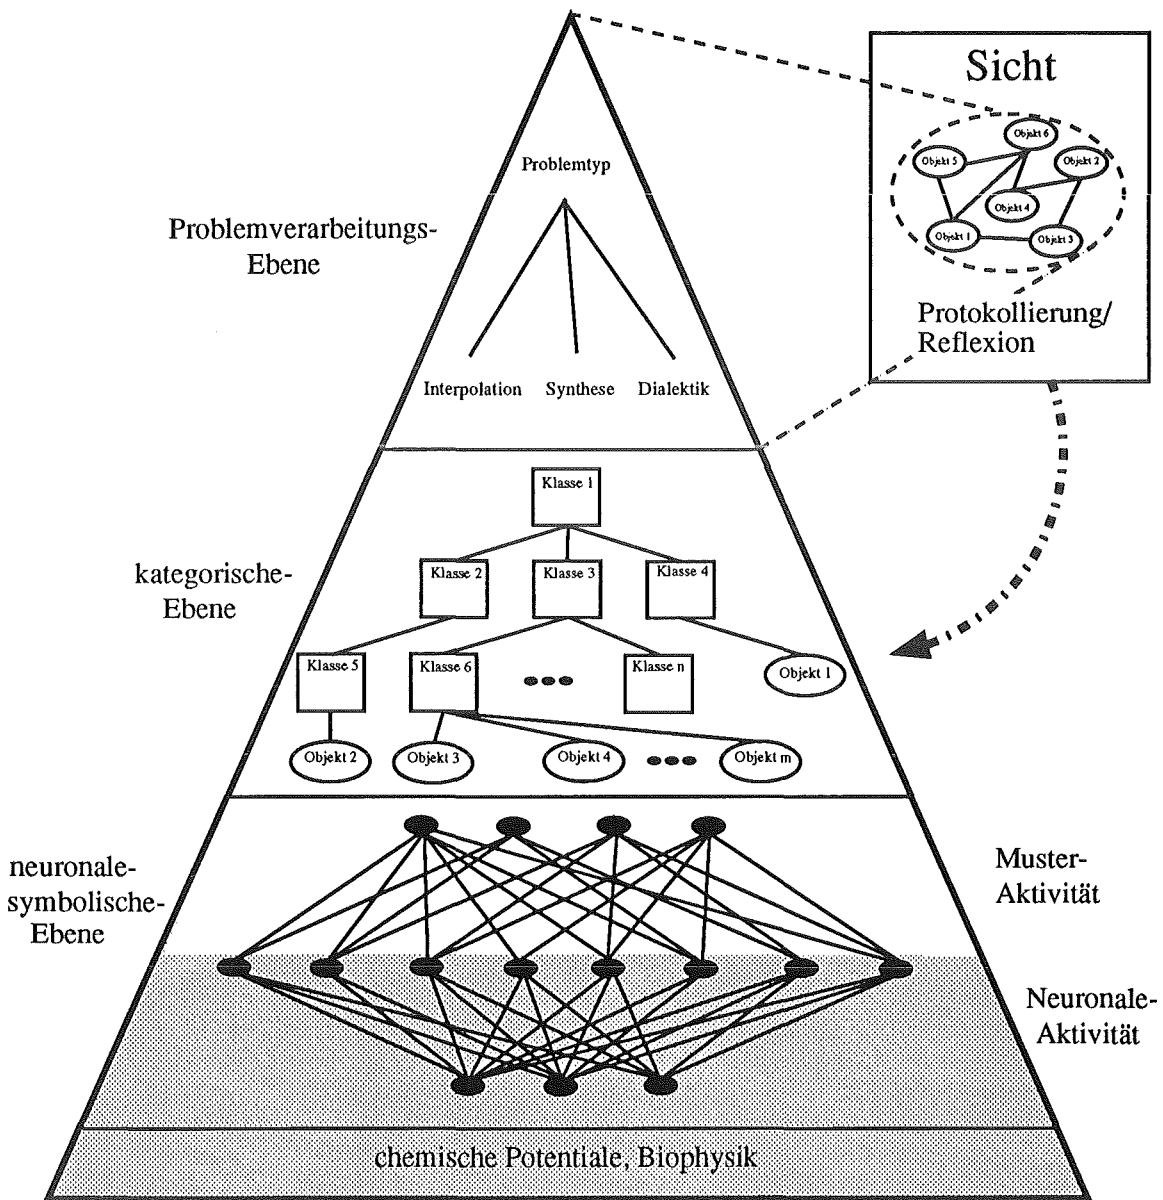 Sicht
Objekt 6
Objekt 5
Objekt 2
Objekt 4
Objekt 1
Objekt 3
Protokollierung/
Reflexion
Problemtyp
Problemverarbeitungs-
Ebene
Interpolation Synthese Dialektik
kategorische-
Ebene
Klasse 1
Klasse 2 Klasse 3 Klasse 4
Klasse 5 Klasse 6 ••• Klasse n Objekt 1
Objekt 2 Objekt 3 Objekt 4 ••• Objekt m
neuronale-
symbolische-
Ebene
Muster-
Aktivität
Neuronale-
Aktivität
chemische Potentiale, Biophysik